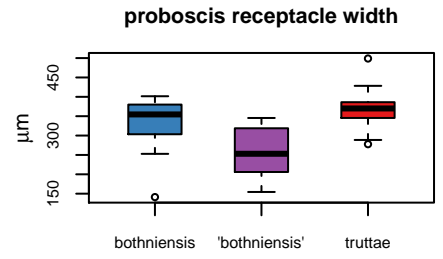 proboscis receptacle width
μm
450
300
150
bothniensis 'bothniensis' truttae